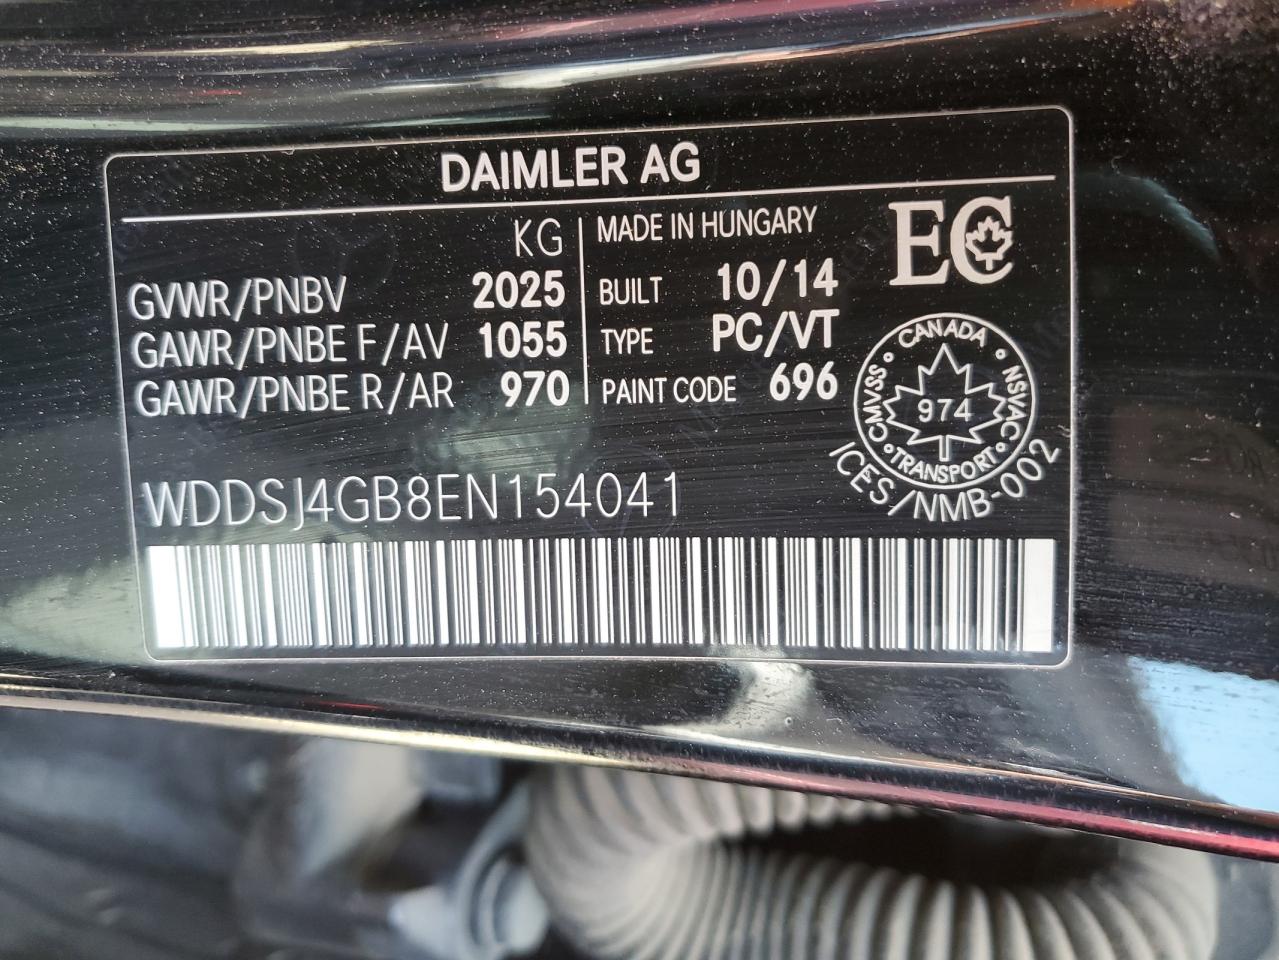 DAIMLER AG
KG
GVWR/PNBV 2025
GAWR/PNBE F/AV 1055
GAWR/PNBE R/AR 970
MADE IN HUNGARY
BUILT 10/14
TYPE PC/VT
PAINT CODE 696
EC
CANADA
CMVSS 974 NSVAC
TRANSPORT
ICES/NMB-002
WDDSJ4GB8EN154041